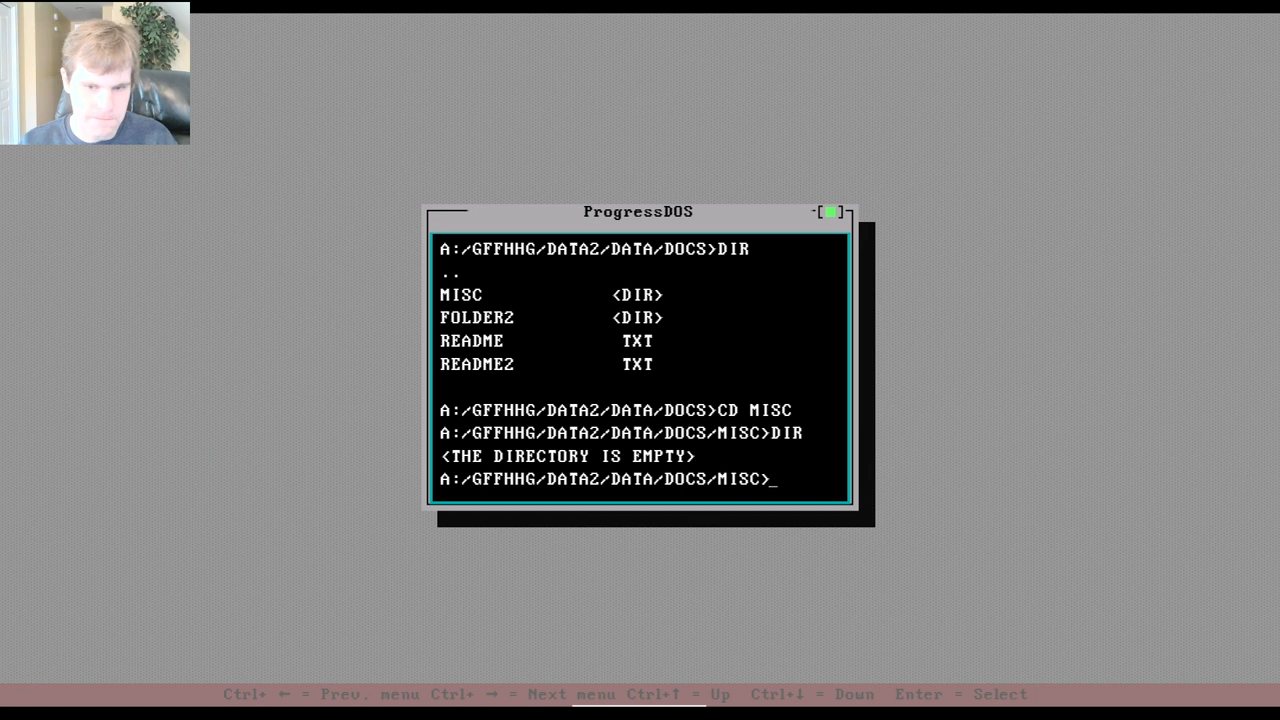 ProgressDOS
A:/GFFHHG/DATA2/DATA/DOCS>DIR
..
MISC <DIR>
FOLDER2 <DIR>
README TXT
README2 TXT
A:/GFFHHG/DATA2/DATA/DOCS>CD MISC
A:/GFFHHG/DATA2/DATA/DOCS/MISC>DIR
<THE DIRECTORY IS EMPTY>
A:/GFFHHG/DATA2/DATA/DOCS/MISC>_
Ctrl+ ← = Prev. menu Ctrl+ → = Next menu Ctrl+↑ = Up Ctrl+↓ = Down Enter = Select